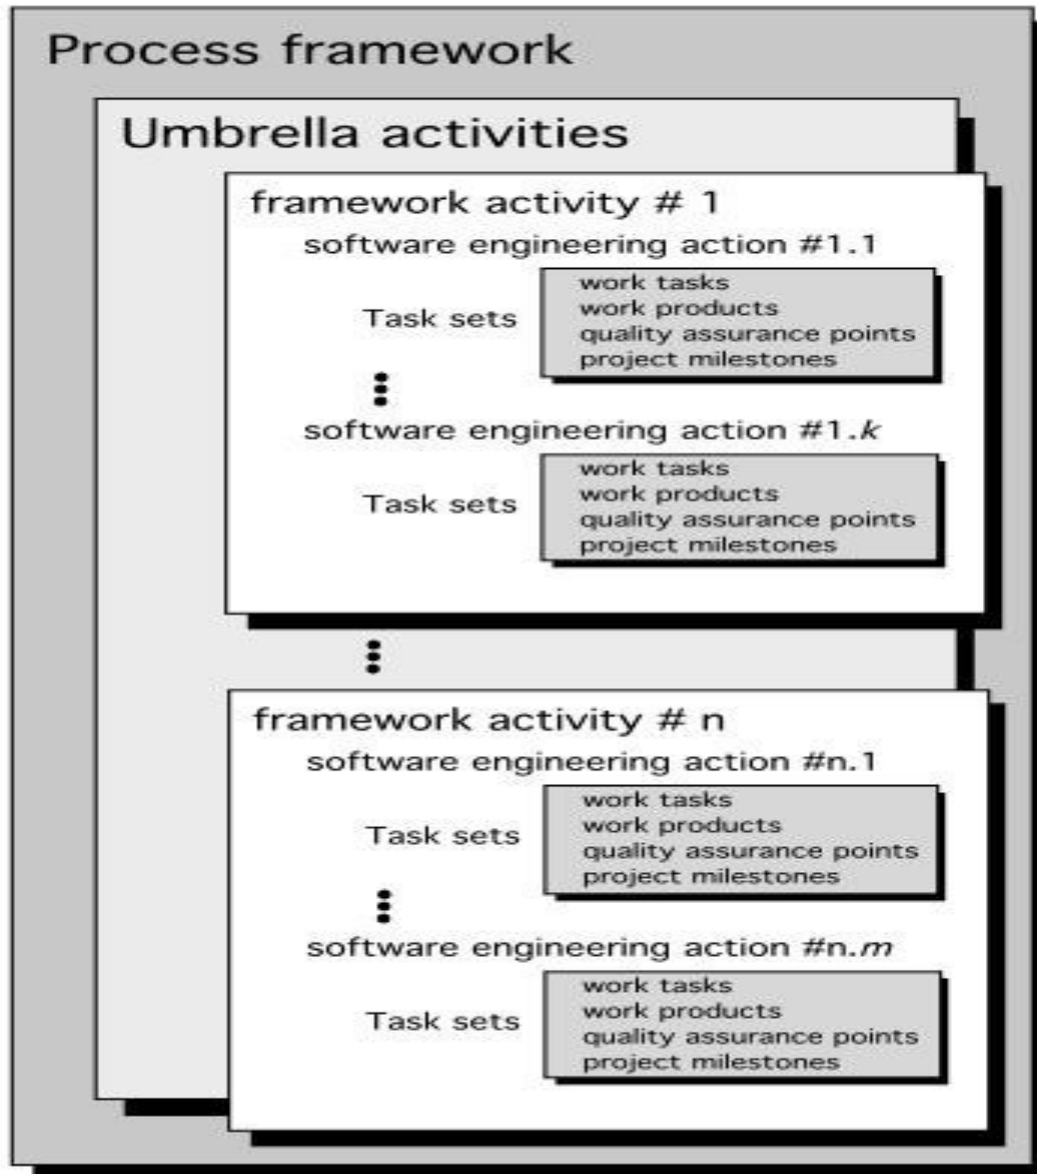 Process framework
Umbrella activities
framework activity # 1
software engineering action #1.1
Task sets
work tasks
work products
quality assurance points
project milestones
software engineering action #1.k
Task sets
work tasks
work products
quality assurance points
project milestones
framework activity # n
software engineering action #n.1
Task sets
work tasks
work products
quality assurance points
project milestones
software engineering action #n.m
Task sets
work tasks
work products
quality assurance points
project milestones